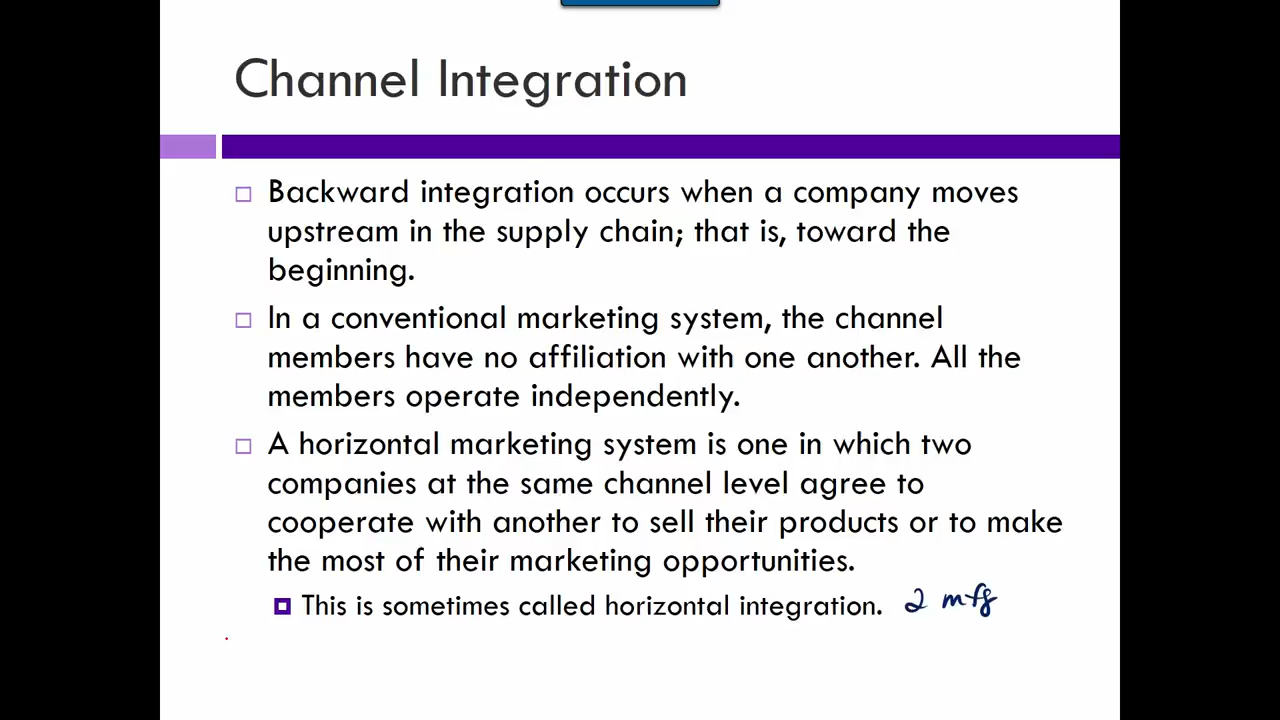 Channel Integration
Backward integration occurs when a company moves
upstream in the supply chain; that is, toward the
beginning.
In a conventional marketing system, the channel
members have no affiliation with one another. All the
members operate independently.
A horizontal marketing system is one in which two
companies at the same channel level agree to
cooperate with another to sell their products or to make
the most of their marketing opportunities.
This is sometimes called horizontal integration. 2 mfg